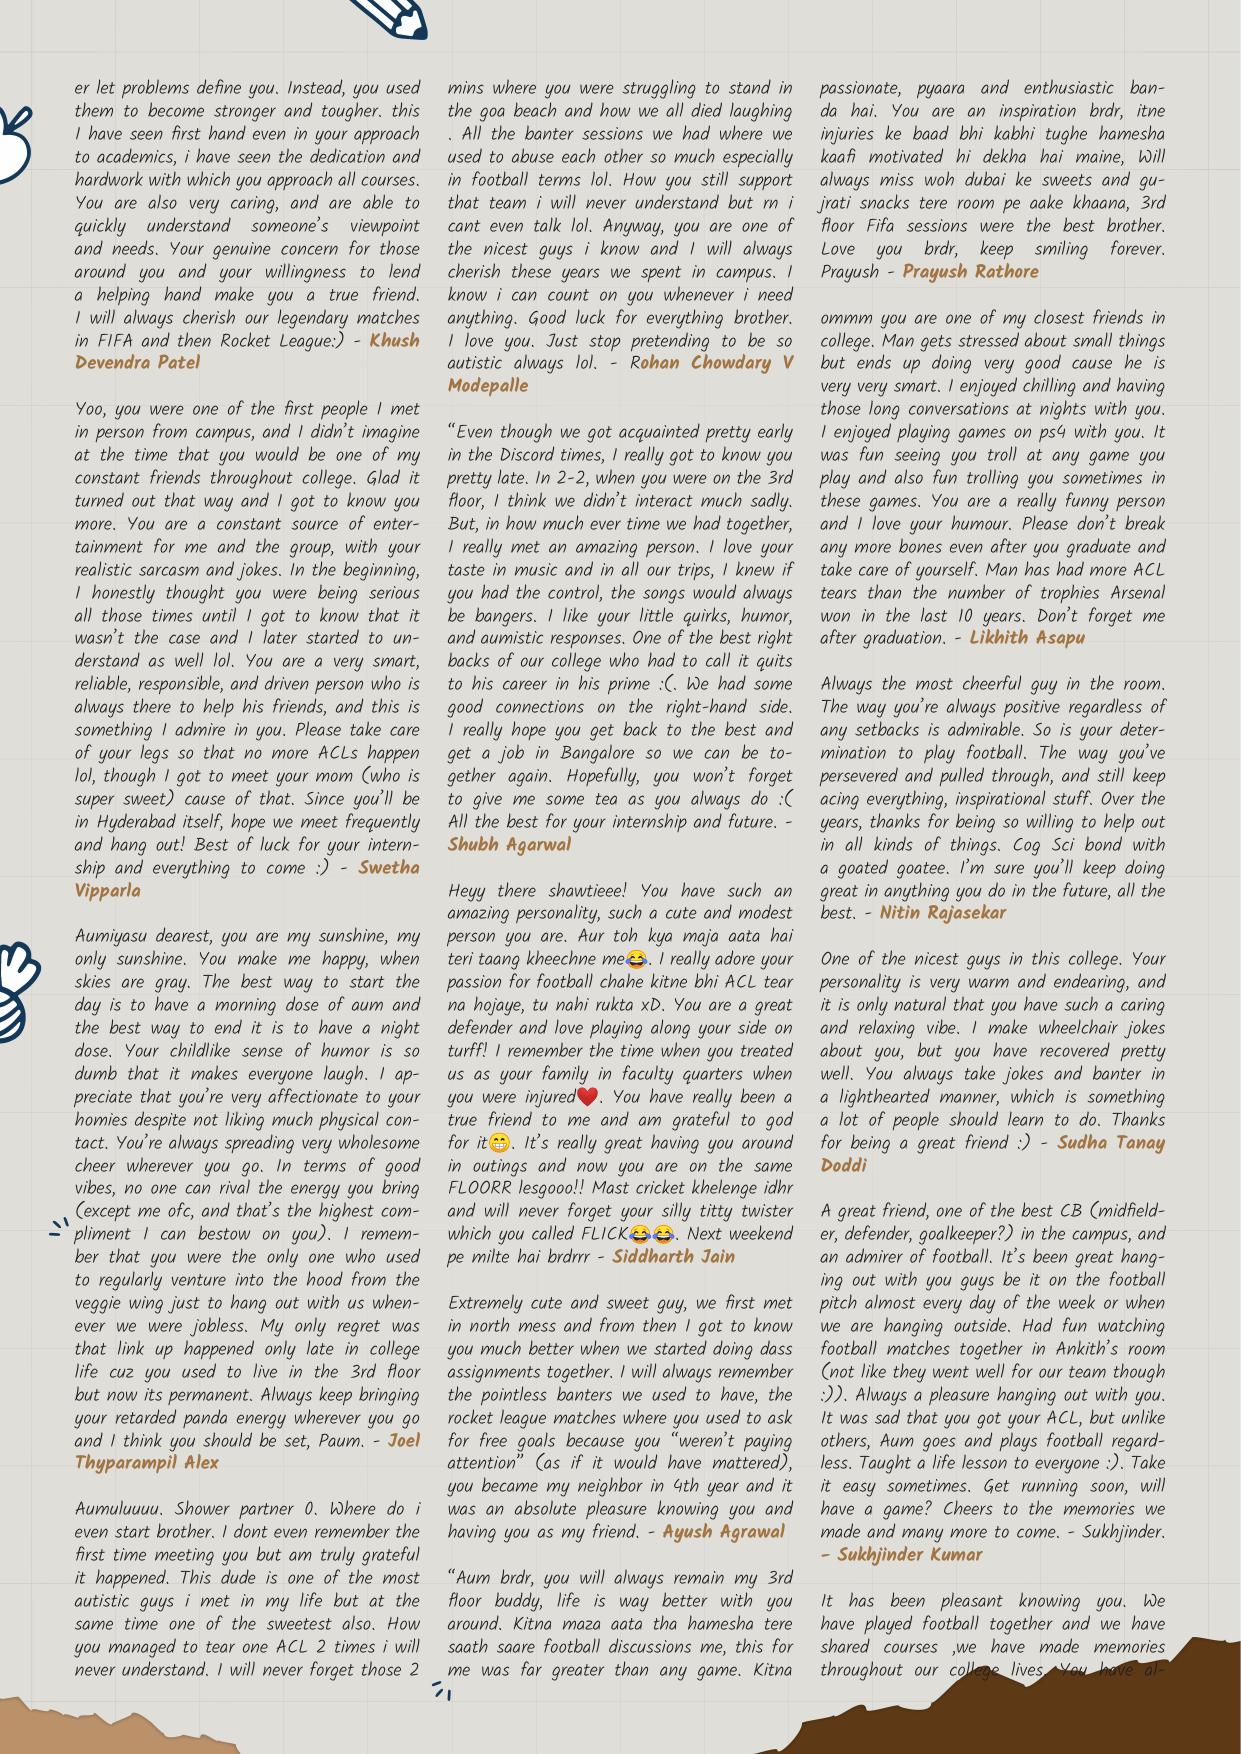 er let problems define you. Instead, you used
them to become stronger and tougher. this
I have seen first hand even in your approach
to academics, i have seen the dedication and
hardwork with which you approach all courses.
You are also very caring, and are able to
quickly understand someone's viewpoint
and needs. Your genuine concern for those
around you and your willingness to lend
a helping hand make you a true friend.
I will always cherish our legendary matches
in FIFA and then Rocket League:) - Khush
Devendra Patel
Yoo, you were one of the first people I met
in person from campus, and I didn't imagine
at the time that you would be one of my
constant friends throughout college. Glad it
turned out that way and I got to know you
more. You are a constant source of enter-
tainment for me and the group, with your
realistic sarcasm and jokes. In the beginning,
I honestly thought you were being serious
all those times until I got to know that it
wasn't the case and I later started to un-
derstand as well lol. You are a very smart,
reliable, responsible, and driven person who is
always there to help his friends, and this is
something I admire in you. Please take care
of your legs so that no more ACLs happen
lol, though I got to meet your mom (who is
super sweet) cause of that. Since you'll be
in Hyderabad itself, hope we meet frequently
and hang out! Best of luck for your intern-
ship and everything to come :) - Swetha
Vipparla
Aumiyasu dearest, you are my sunshine, my
only sunshine. You make me happy, when
skies are gray. The best way to start the
day is to have a morning dose of aum and
the best way to end it is to have a night
dose. Your childlike sense of humor is so
dumb that it makes everyone laugh. I ap-
preciate that you're very affectionate to your
homies despite not liking much physical con-
tact. You're always spreading very wholesome
cheer wherever you go. In terms of good
vibes, no one can rival the energy you bring
(except me ofc, and that's the highest com-
pliment I can bestow on you). I remem-
ber that you were the only one who used
to regularly venture into the hood from the
veggie wing just to hang out with us when-
ever we were jobless. My only regret was
that link up happened only late in college
life cuz you used to live in the 3rd floor
but now its permanent. Always keep bringing
your retarded panda energy wherever you go
and I think you should be set, Paum. - Joel
Thyparampil Alex
Aumuluuuu. Shower partner 0. Where do i
even start brother. I dont even remember the
first time meeting you but am truly grateful
it happened. This dude is one of the most
autistic guys i met in my life but at the
same time one of the sweetest also. How
you managed to tear one ACL 2 times i will
never understand. I will never forget those 2
mins where you were struggling to stand in
the goa beach and how we all died laughing
. All the banter sessions we had where we
used to abuse each other so much especially
in football terms lol. How you still support
that team i will never understand but rn i
cant even talk lol. Anyway, you are one of
the nicest guys i know and I will always
cherish these years we spent in campus. I
know i can count on you whenever i need
anything. Good luck for everything brother.
I love you. Just stop pretending to be so
autistic always lol. - Rohan Chowdary V
Modepalle
“Even though we got acquainted pretty early
in the Discord times, I really got to know you
pretty late. In 2-2, when you were on the 3rd
floor, I think we didn't interact much sadly.
But, in how much ever time we had together,
I really met an amazing person. I love your
taste in music and in all our trips, I knew if
you had the control, the songs would always
be bangers. I like your little quirks, humor,
and aumistic responses. One of the best right
backs of our college who had to call it quits
to his career in his prime :(. We had some
good connections on the right-hand side.
I really hope you get back to the best and
get a job in Bangalore so we can be to-
gether again. Hopefully, you won't forget
to give me some tea as you always do :(
All the best for your internship and future. -
Shubh Agarwal
Heyy there shawtieee! You have such an
amazing personality, such a cute and modest
person you are. Aur toh kya maja aata hai
teri taang kheechne me😂. I really adore your
passion for football chahe kitne bhi ACL tear
na hojaye, tu nahi rukta xD. You are a great
defender and love playing along your side on
turff! I remember the time when you treated
us as your family in faculty quarters when
you were injured❤️. You have really been a
true friend to me and am grateful to god
for it😁. It's really great having you around
in outings and now you are on the same
FLOORR lesgooo!! Mast cricket khelenge idhr
and will never forget your silly titty twister
which you called FLICK😂😂. Next weekend
pe milte hai brdrrr - Siddharth Jain
Extremely cute and sweet guy, we first met
in north mess and from then I got to know
you much better when we started doing dass
assignments together. I will always remember
the pointless banters we used to have, the
rocket league matches where you used to ask
for free goals because you “weren't paying
attention” (as if it would have mattered),
you became my neighbor in 4th year and it
was an absolute pleasure knowing you and
having you as my friend. - Ayush Agrawal
“Aum brdr, you will always remain my 3rd
floor buddy, life is way better with you
around. Kitna maza aata tha hamesha tere
saath saare football discussions me, this for
me was far greater than any game. Kitna
passionate, pyaara and enthusiastic ban-
da hai. You are an inspiration brdr, itne
injuries ke baad bhi kabhi tughe hamesha
kaafi motivated hi dekha hai maine, Will
always miss woh dubai ke sweets and gu-
jrati snacks tere room pe aake khaana, 3rd
floor Fifa sessions were the best brother.
Love you brdr, keep smiling forever.
Prayush - Prayush Rathore
ommm you are one of my closest friends in
college. Man gets stressed about small things
but ends up doing very good cause he is
very very smart. I enjoyed chilling and having
those long conversations at nights with you.
I enjoyed playing games on ps4 with you. It
was fun seeing you troll at any game you
play and also fun trolling you sometimes in
these games. You are a really funny person
and I love your humour. Please don't break
any more bones even after you graduate and
take care of yourself. Man has had more ACL
tears than the number of trophies Arsenal
won in the last 10 years. Don't forget me
after graduation. - Likhith Asapu
Always the most cheerful guy in the room.
The way you're always positive regardless of
any setbacks is admirable. So is your deter-
mination to play football. The way you've
persevered and pulled through, and still keep
acing everything, inspirational stuff. Over the
years, thanks for being so willing to help out
in all kinds of things. Cog Sci bond with
a goated goatee. I'm sure you'll keep doing
great in anything you do in the future, all the
best. - Nitin Rajasekar
One of the nicest guys in this college. Your
personality is very warm and endearing, and
it is only natural that you have such a caring
and relaxing vibe. I make wheelchair jokes
about you, but you have recovered pretty
well. You always take jokes and banter in
a lighthearted manner, which is something
a lot of people should learn to do. Thanks
for being a great friend :) - Sudha Tanay
Doddi
A great friend, one of the best CB (midfield-
er, defender, goalkeeper?) in the campus, and
an admirer of football. It's been great hang-
ing out with you guys be it on the football
pitch almost every day of the week or when
we are hanging outside. Had fun watching
football matches together in Ankith's room
(not like they went well for our team though
:)). Always a pleasure hanging out with you.
It was sad that you got your ACL, but unlike
others, Aum goes and plays football regard-
less. Taught a life lesson to everyone :). Take
it easy sometimes. Get running soon, will
have a game? Cheers to the memories we
made and many more to come. - Sukhjinder.
- Sukhjinder Kumar
It has been pleasant knowing you. We
have played football together and we have
shared courses ,we have made memories
throughout our college lives. You have al-